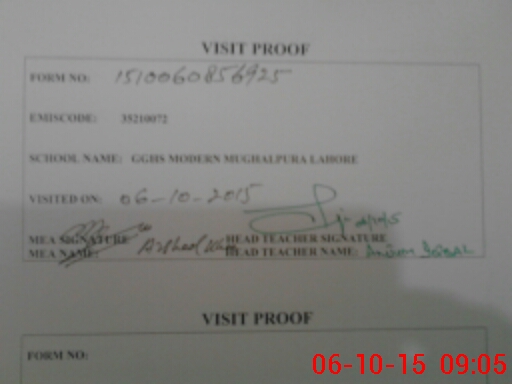 VISIT PROOF
FORM NO: 1510060856925
EMISCODE: 35210072
SCHOOL NAME: GGHS MODERN MUGHALPURA LAHORE
VISITED ON: 06-10-2015
MEA SIGNATURE HEAD TEACHER SIGNATURE
MEA NAME: Arshad HEAD TEACHER NAME: Anjum Iqbal
VISIT PROOF
FORM NO:
06-10-15 09:05